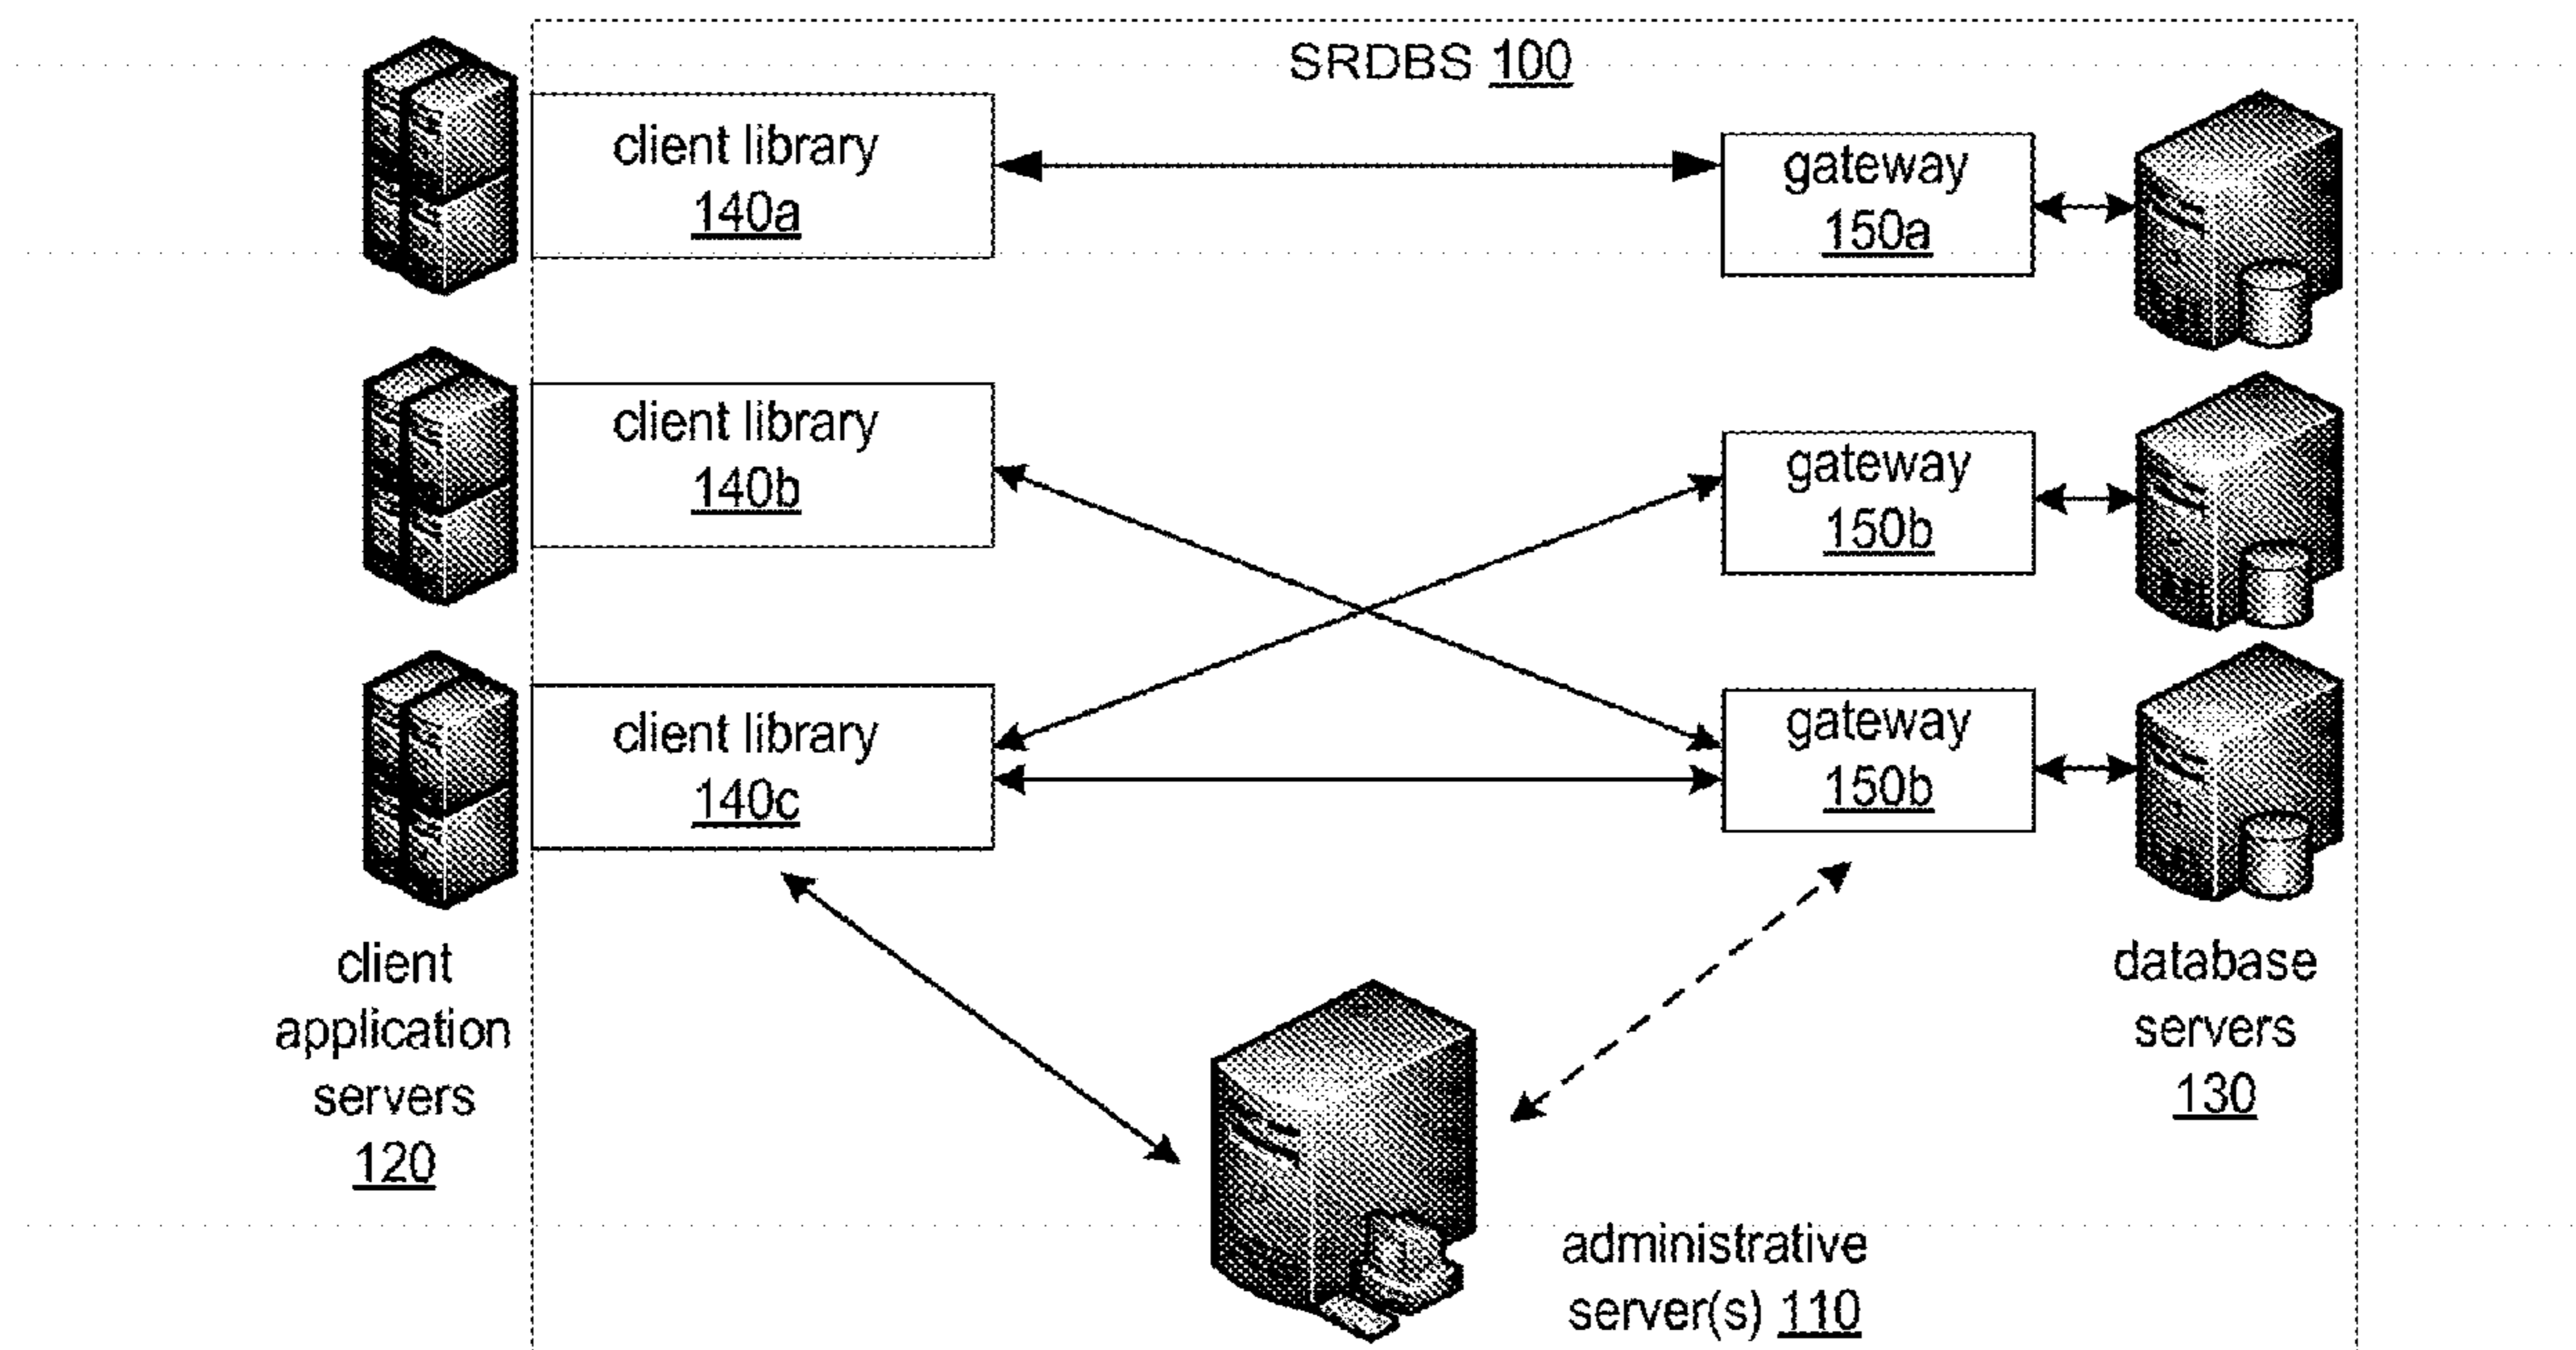 SRDBS 100
client library
140a
gateway
150a
client library
140b
gateway
150b
client library
140c
gateway
150b
client
application
servers
120
database
servers
130
administrative
server(s) 110